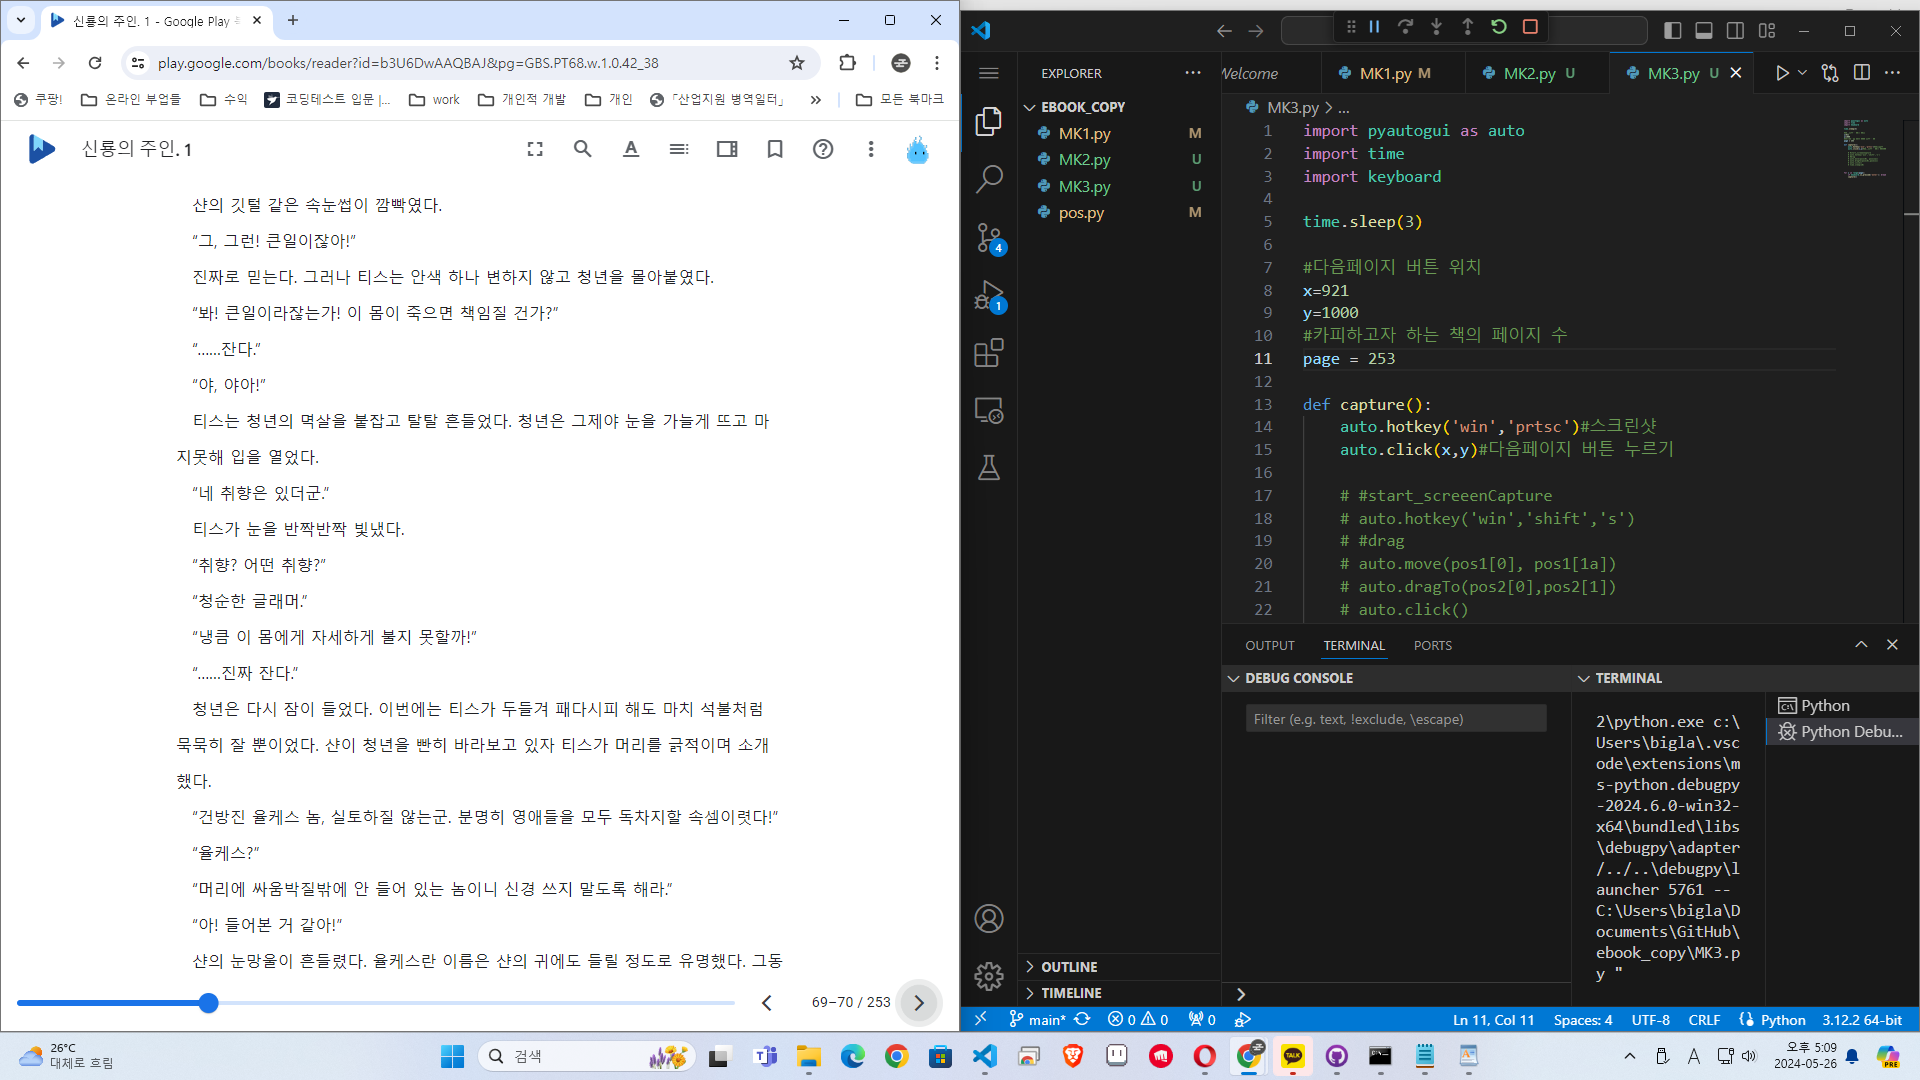 신룡의 주인. 1 - Google Play
play.google.com/books/reader?id=b3U6DwAAQBAJ&pg=GBS.PT68.w.1.0.42_38
쿠팡!
온라인 부업들
수익
코딩테스트 입문 |...
work
개인적 개발
개인
「산업지원 병역일터」
»
모든 북마크
신룡의 주인. 1
샨의 깃털 같은 속눈썹이 깜빡였다.
“그, 그런! 큰일이잖아!”
진짜로 믿는다. 그러나 티스는 안색 하나 변하지 않고 청년을 몰아붙였다.
“봐! 큰일이라잖는가! 이 몸이 죽으면 책임질 건가?”
“……잔다.”
“야, 야아!”
티스는 청년의 멱살을 붙잡고 탈탈 흔들었다. 청년은 그제야 눈을 가늘게 뜨고 마
지못해 입을 열었다.
“네 취향은 있더군.”
티스가 눈을 반짝반짝 빛냈다.
“취향? 어떤 취향?”
“청순한 글래머.”
“냉큼 이 몸에게 자세하게 불지 못할까!”
“……진짜 잔다.”
청년은 다시 잠이 들었다. 이번에는 티스가 두들겨 패다시피 해도 마치 석불처럼
묵묵히 잘 뿐이었다. 샨이 청년을 빤히 바라보고 있자 티스가 머리를 긁적이며 소개
했다.
“건방진 율케스 놈, 실토하질 않는군. 분명히 영애들을 모두 독차지할 속셈이렷다!”
“율케스?”
“머리에 싸움박질밖에 안 들어 있는 놈이니 신경 쓰지 말도록 해라.”
“아! 들어본 거 같아!”
샨의 눈망울이 흔들렸다. 율케스란 이름은 샨의 귀에도 들릴 정도로 유명했다. 그동
69–70 / 253
EXPLORER
EBOOK_COPY
MK1.py M
MK2.py U
MK3.py U
pos.py M
OUTLINE
TIMELINE
4
1
Welcome
MK1.py M
MK2.py U
MK3.py U
MK3.py > ...
1 import pyautogui as auto
2 import time
3 import keyboard
4
5 time.sleep(3)
6
7 #다음페이지 버튼 위치
8 x=921
9 y=1000
10 #카피하고자 하는 책의 페이지 수
11 page = 253
12
13 def capture():
14 auto.hotkey('win','prtsc')#스크린샷
15 auto.click(x,y)#다음페이지 버튼 누르기
16
17 # #start_screeenCapture
18 # auto.hotkey('win','shift','s')
19 # #drag
20 # auto.move(pos1[0], pos1[1a])
21 # auto.dragTo(pos2[0],pos2[1])
22 # auto.click()
OUTPUT
TERMINAL
PORTS
DEBUG CONSOLE
Filter (e.g. text, !exclude, \escape)
TERMINAL
2\python.exe c:\
Users\bigla\.vsc
ode\extensions\m
s-python.debugpy
-2024.6.0-win32-
x64\bundled\libs
\debugpy\adapter
/../..\debugpy\l
auncher 5761 --
C:\Users\bigla\D
ocuments\GitHub\
ebook_copy\MK3.p
y "
Python
Python Debu...
main*
0 0
0
Ln 11, Col 11
Spaces: 4
UTF-8
CRLF
Python
3.12.2 64-bit
26°C
대체로 흐림
검색
TALK
A
오후 5:09
2024-05-26
PRE